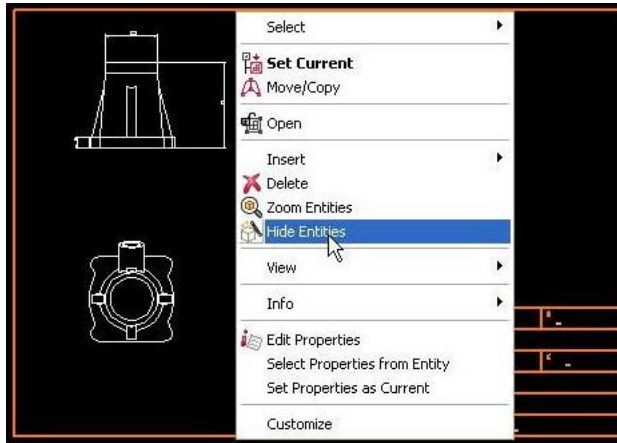 Select
Set Current
Move/Copy
Open
Insert
Delete
Zoom Entities
Hide Entities
View
Info
Edit Properties
Select Properties from Entity
Set Properties as Current
Customize